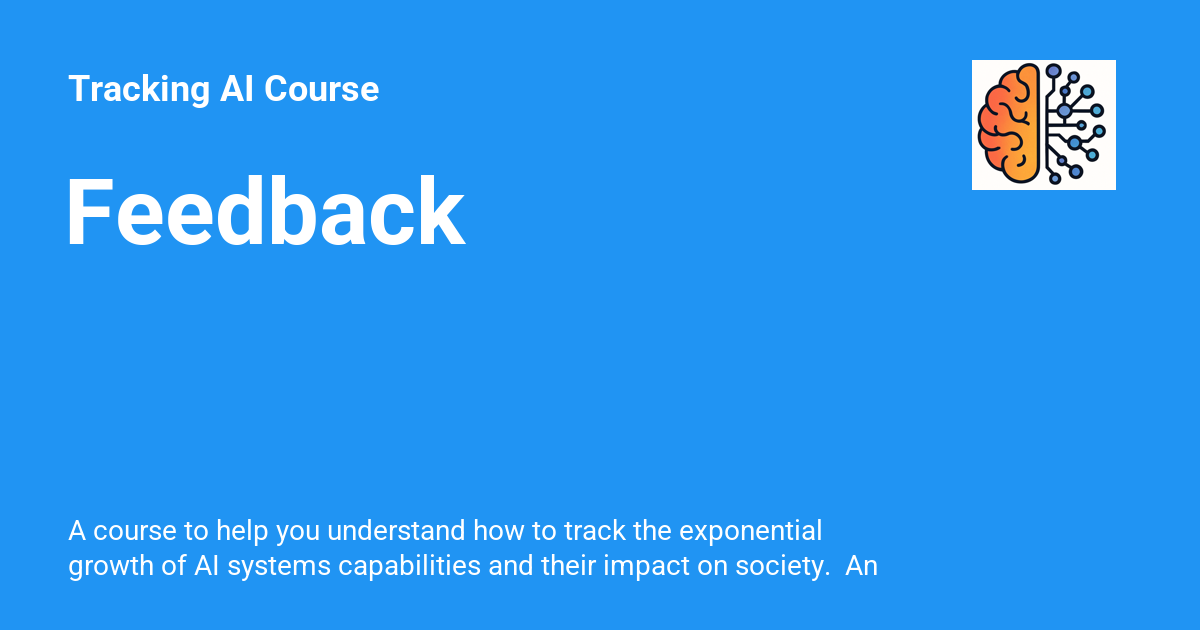 Tracking AI Course
Feedback
A course to help you understand how to track the exponential
growth of AI systems capabilities and their impact on society.  An